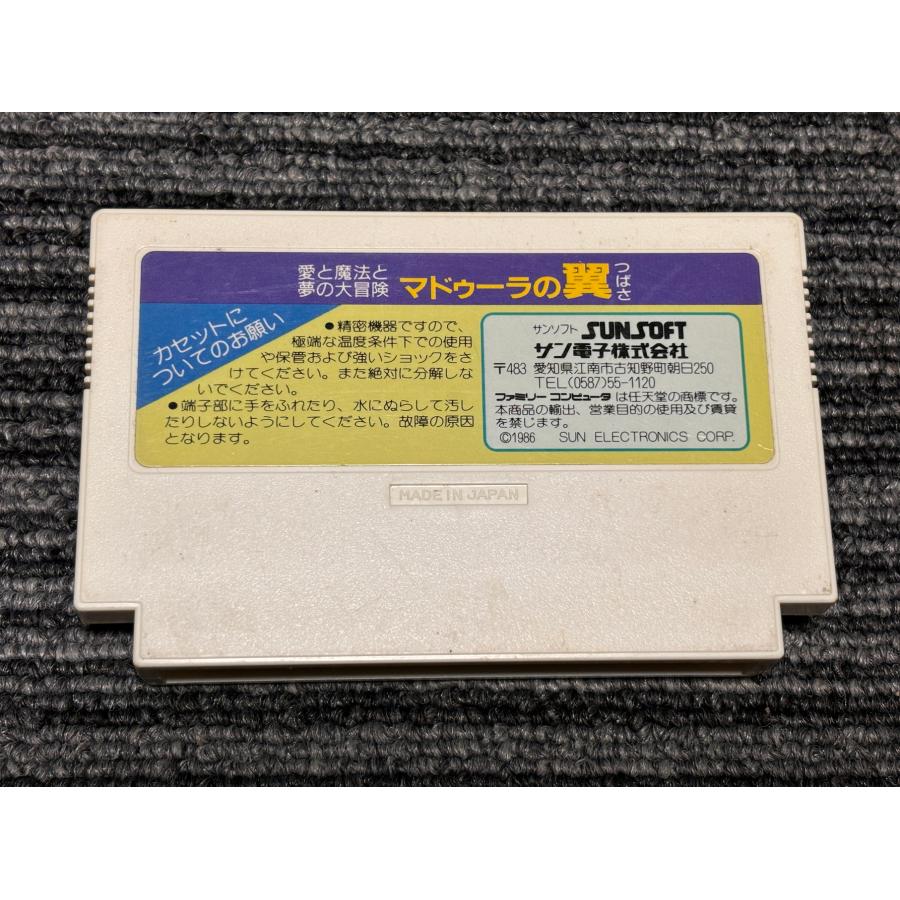 愛と魔法と
夢の大冒険
マドゥーラの翼
つばさ
カセットに
ついてのお願い
●精密機器ですので、
極端な温度条件下での使用
や保管および強いショックをさ
けてください。また絶対に分解しな
いでください。
●端子部に手をふれたり、水にぬらして汚し
たりしないようにしてください。故障の原因
となります。
サンソフト SUNSOFT
サン電子株式会社
〒483 愛知県江南市古知野町朝日250
TEL(0587)55-1120
ファミリー コンピュータ は任天堂の商標です。
本商品の輸出、営業目的の使用及び賃貸
を禁じます。
©1986 SUN ELECTRONICS CORP.
MADE IN JAPAN